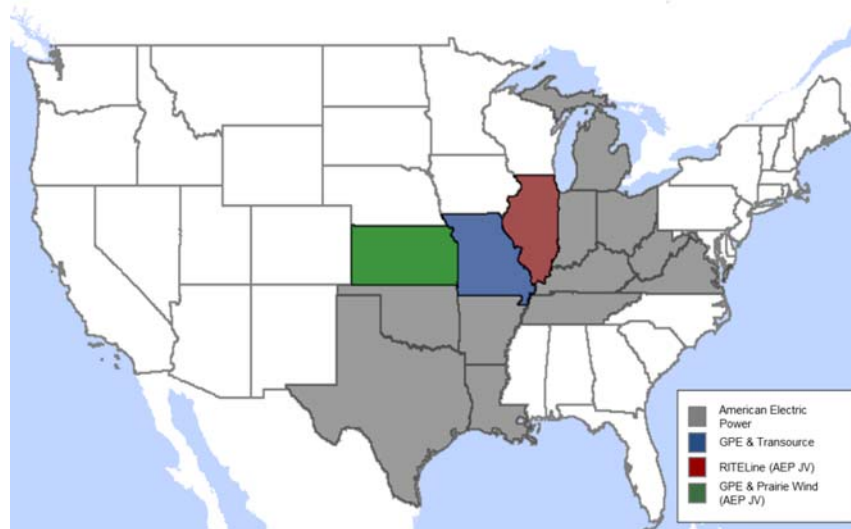 American Electric
Power
GPE & Transource
RITELine (AEP JV)
GPE & Prairie Wind
(AEP JV)